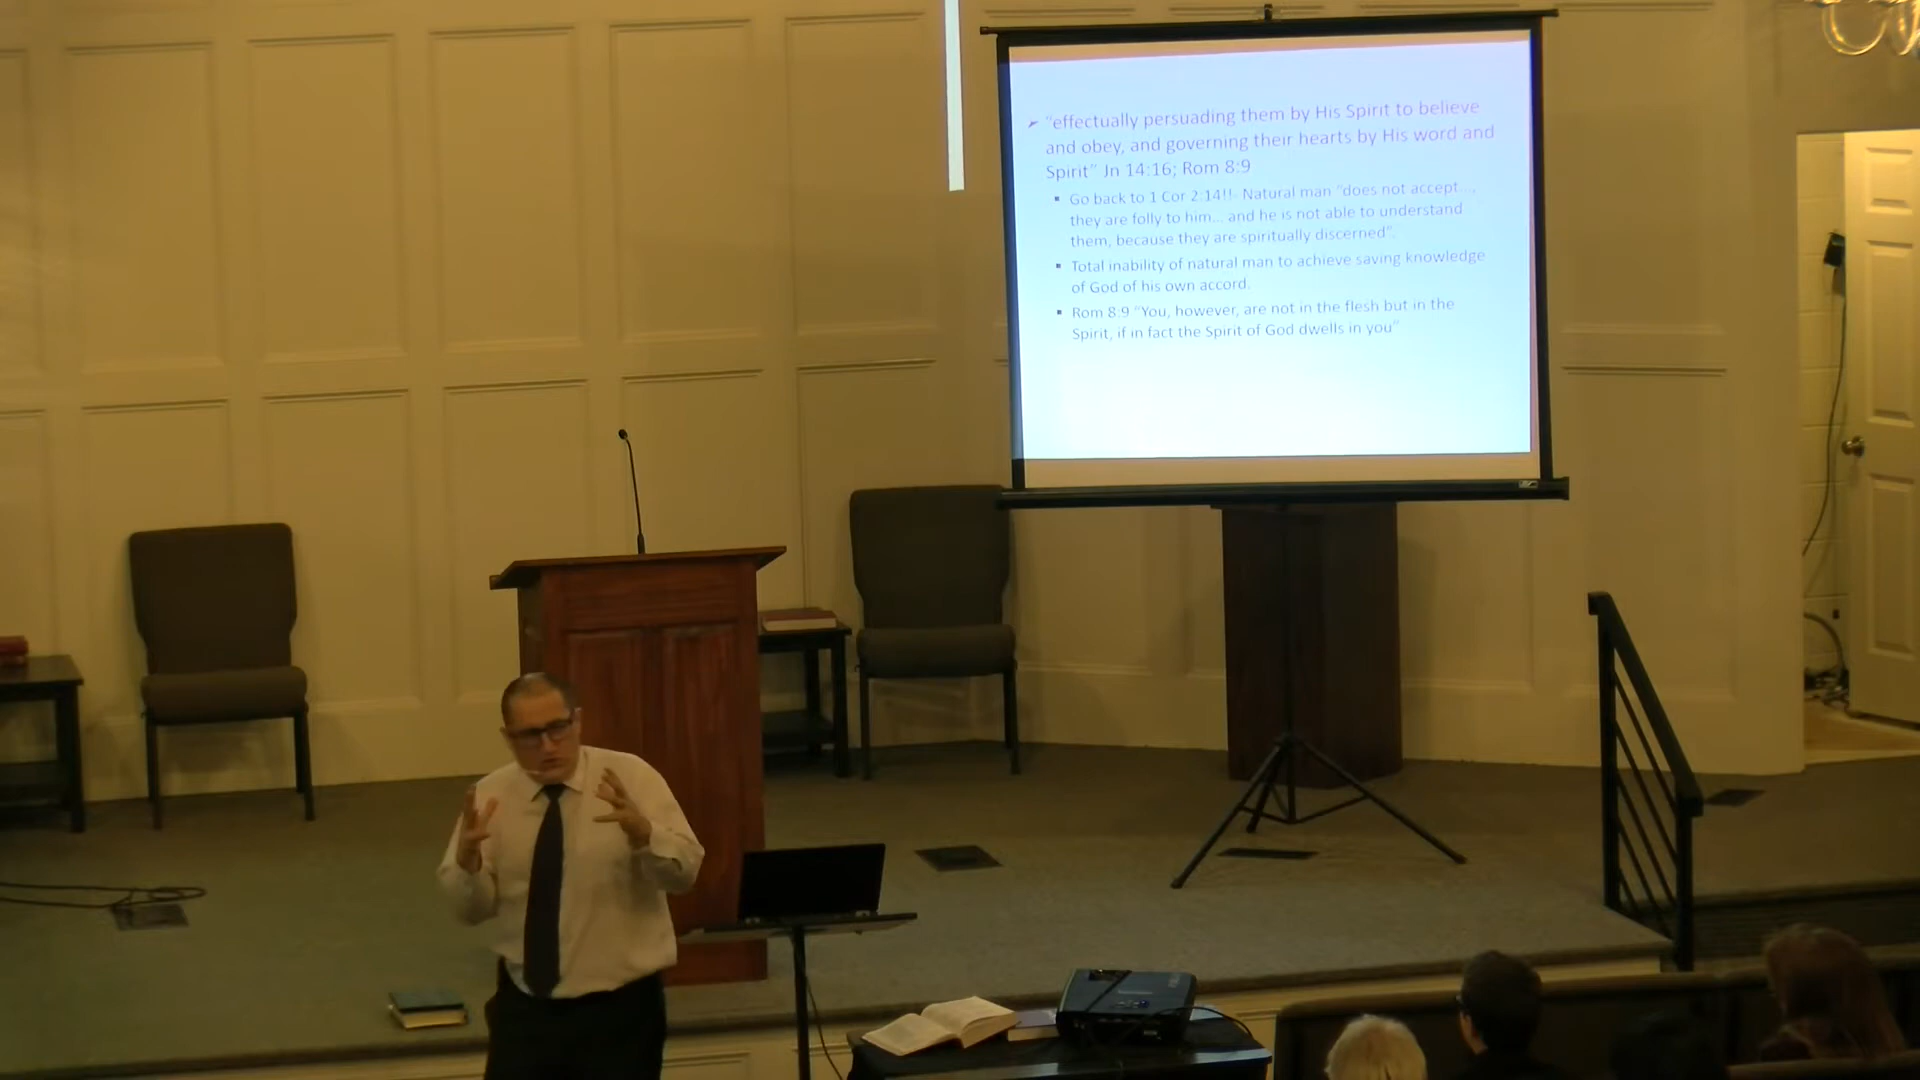 "effectually persuading them by His Spirit to believe
and obey, and governing their hearts by His word and
Spirit" Jn 14:16; Rom 8:9
Go back to 1 Cor 2:14!!- Natural man "does not accept...,
they are folly to him... and he is not able to understand
them, because they are spiritually discerned".
Total inability of natural man to achieve saving knowledge
of God of his own accord.
Rom 8:9 "You, however, are not in the flesh but in the
Spirit, if in fact the Spirit of God dwells in you"